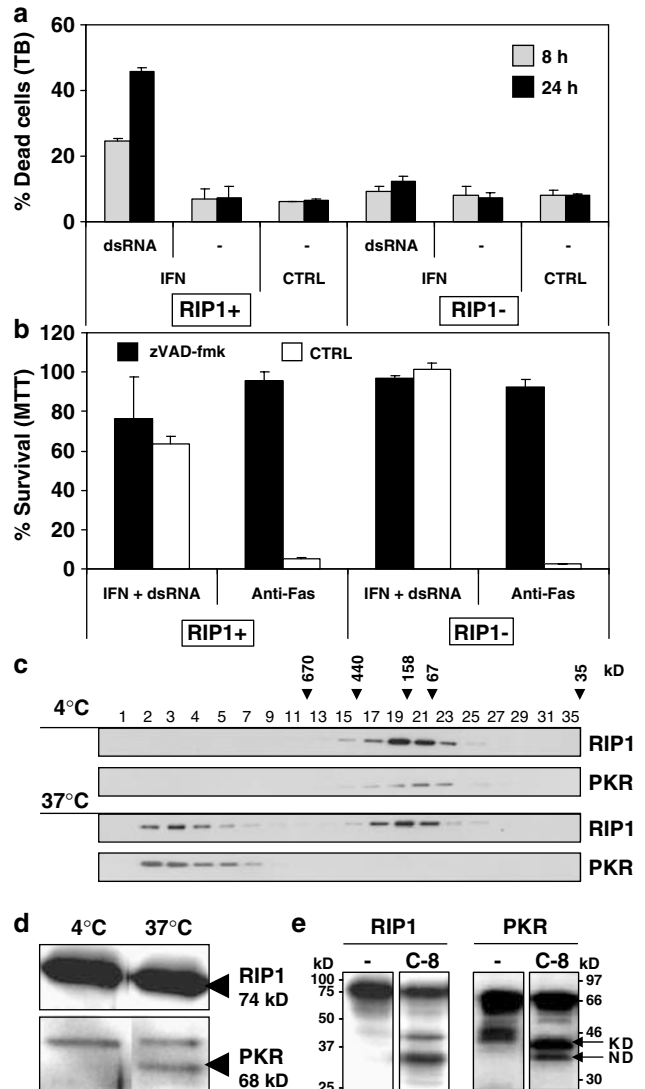 a
60
40
20
0
% Dead cells (TB)
8 h
24 h
dsRNA - - dsRNA - -
IFN CTRL IFN CTRL
RIP1+ RIP1-
b
120
100
80
60
40
20
0
% Survival (MTT)
zVAD-fmk CTRL
IFN + dsRNA Anti-Fas IFN + dsRNA Anti-Fas
RIP1+ RIP1-
c
670 440 158 67 35 kD
4°C
1 2 3 4 5 7 9 11 13 15 17 19 21 23 25 27 29 31 35
RIP1
PKR
37°C
RIP1
PKR
d
4°C 37°C
RIP1
74 kD
PKR
68 kD
e
RIP1 PKR
kD - C-8 - C-8 kD
100
75
50
37
25
97
66
46
30
KD
ND